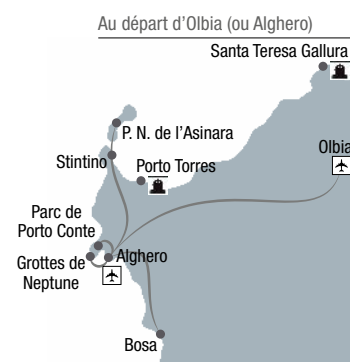 Au départ d’Olbia (ou Alghero)
Santa Teresa Gallura
P. N. de l’Asinara
Olbia
Stintino
Porto Torres
Parc de
Porto Conte
Grottes de
Neptune
Alghero
Bosa